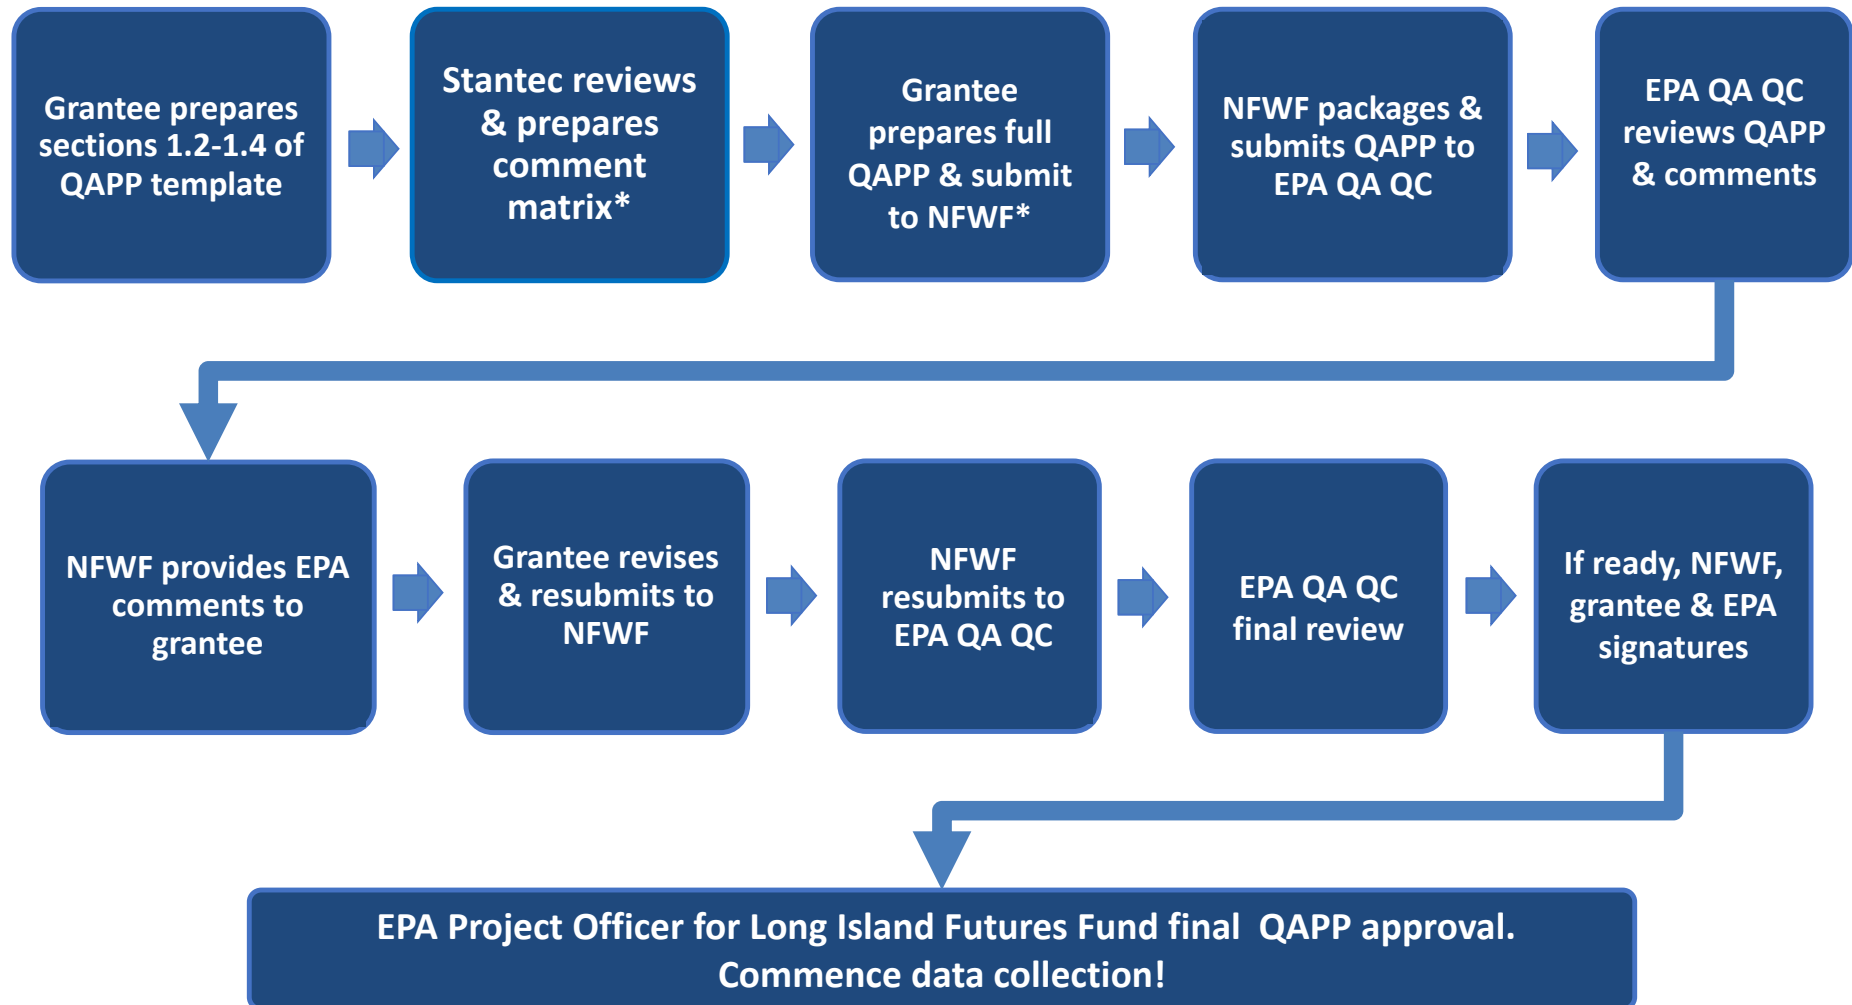 Grantee prepares
sections 1.2-1.4 of
QAPP template
Stantec reviews
& prepares
comment
matrix*
Grantee
prepares full
QAPP & submit
to NFWF*
NFWF packages &
submits QAPP to
EPA QA QC
EPA QA QC
reviews QAPP
& comments
NFWF provides EPA
comments to
grantee
Grantee revises
& resubmits to
NFWF
NFWF
resubmits to
EPA QA QC
EPA QA QC
final review
If ready, NFWF,
grantee & EPA
signatures
EPA Project Officer for Long Island Futures Fund final  QAPP approval.
Commence data collection!